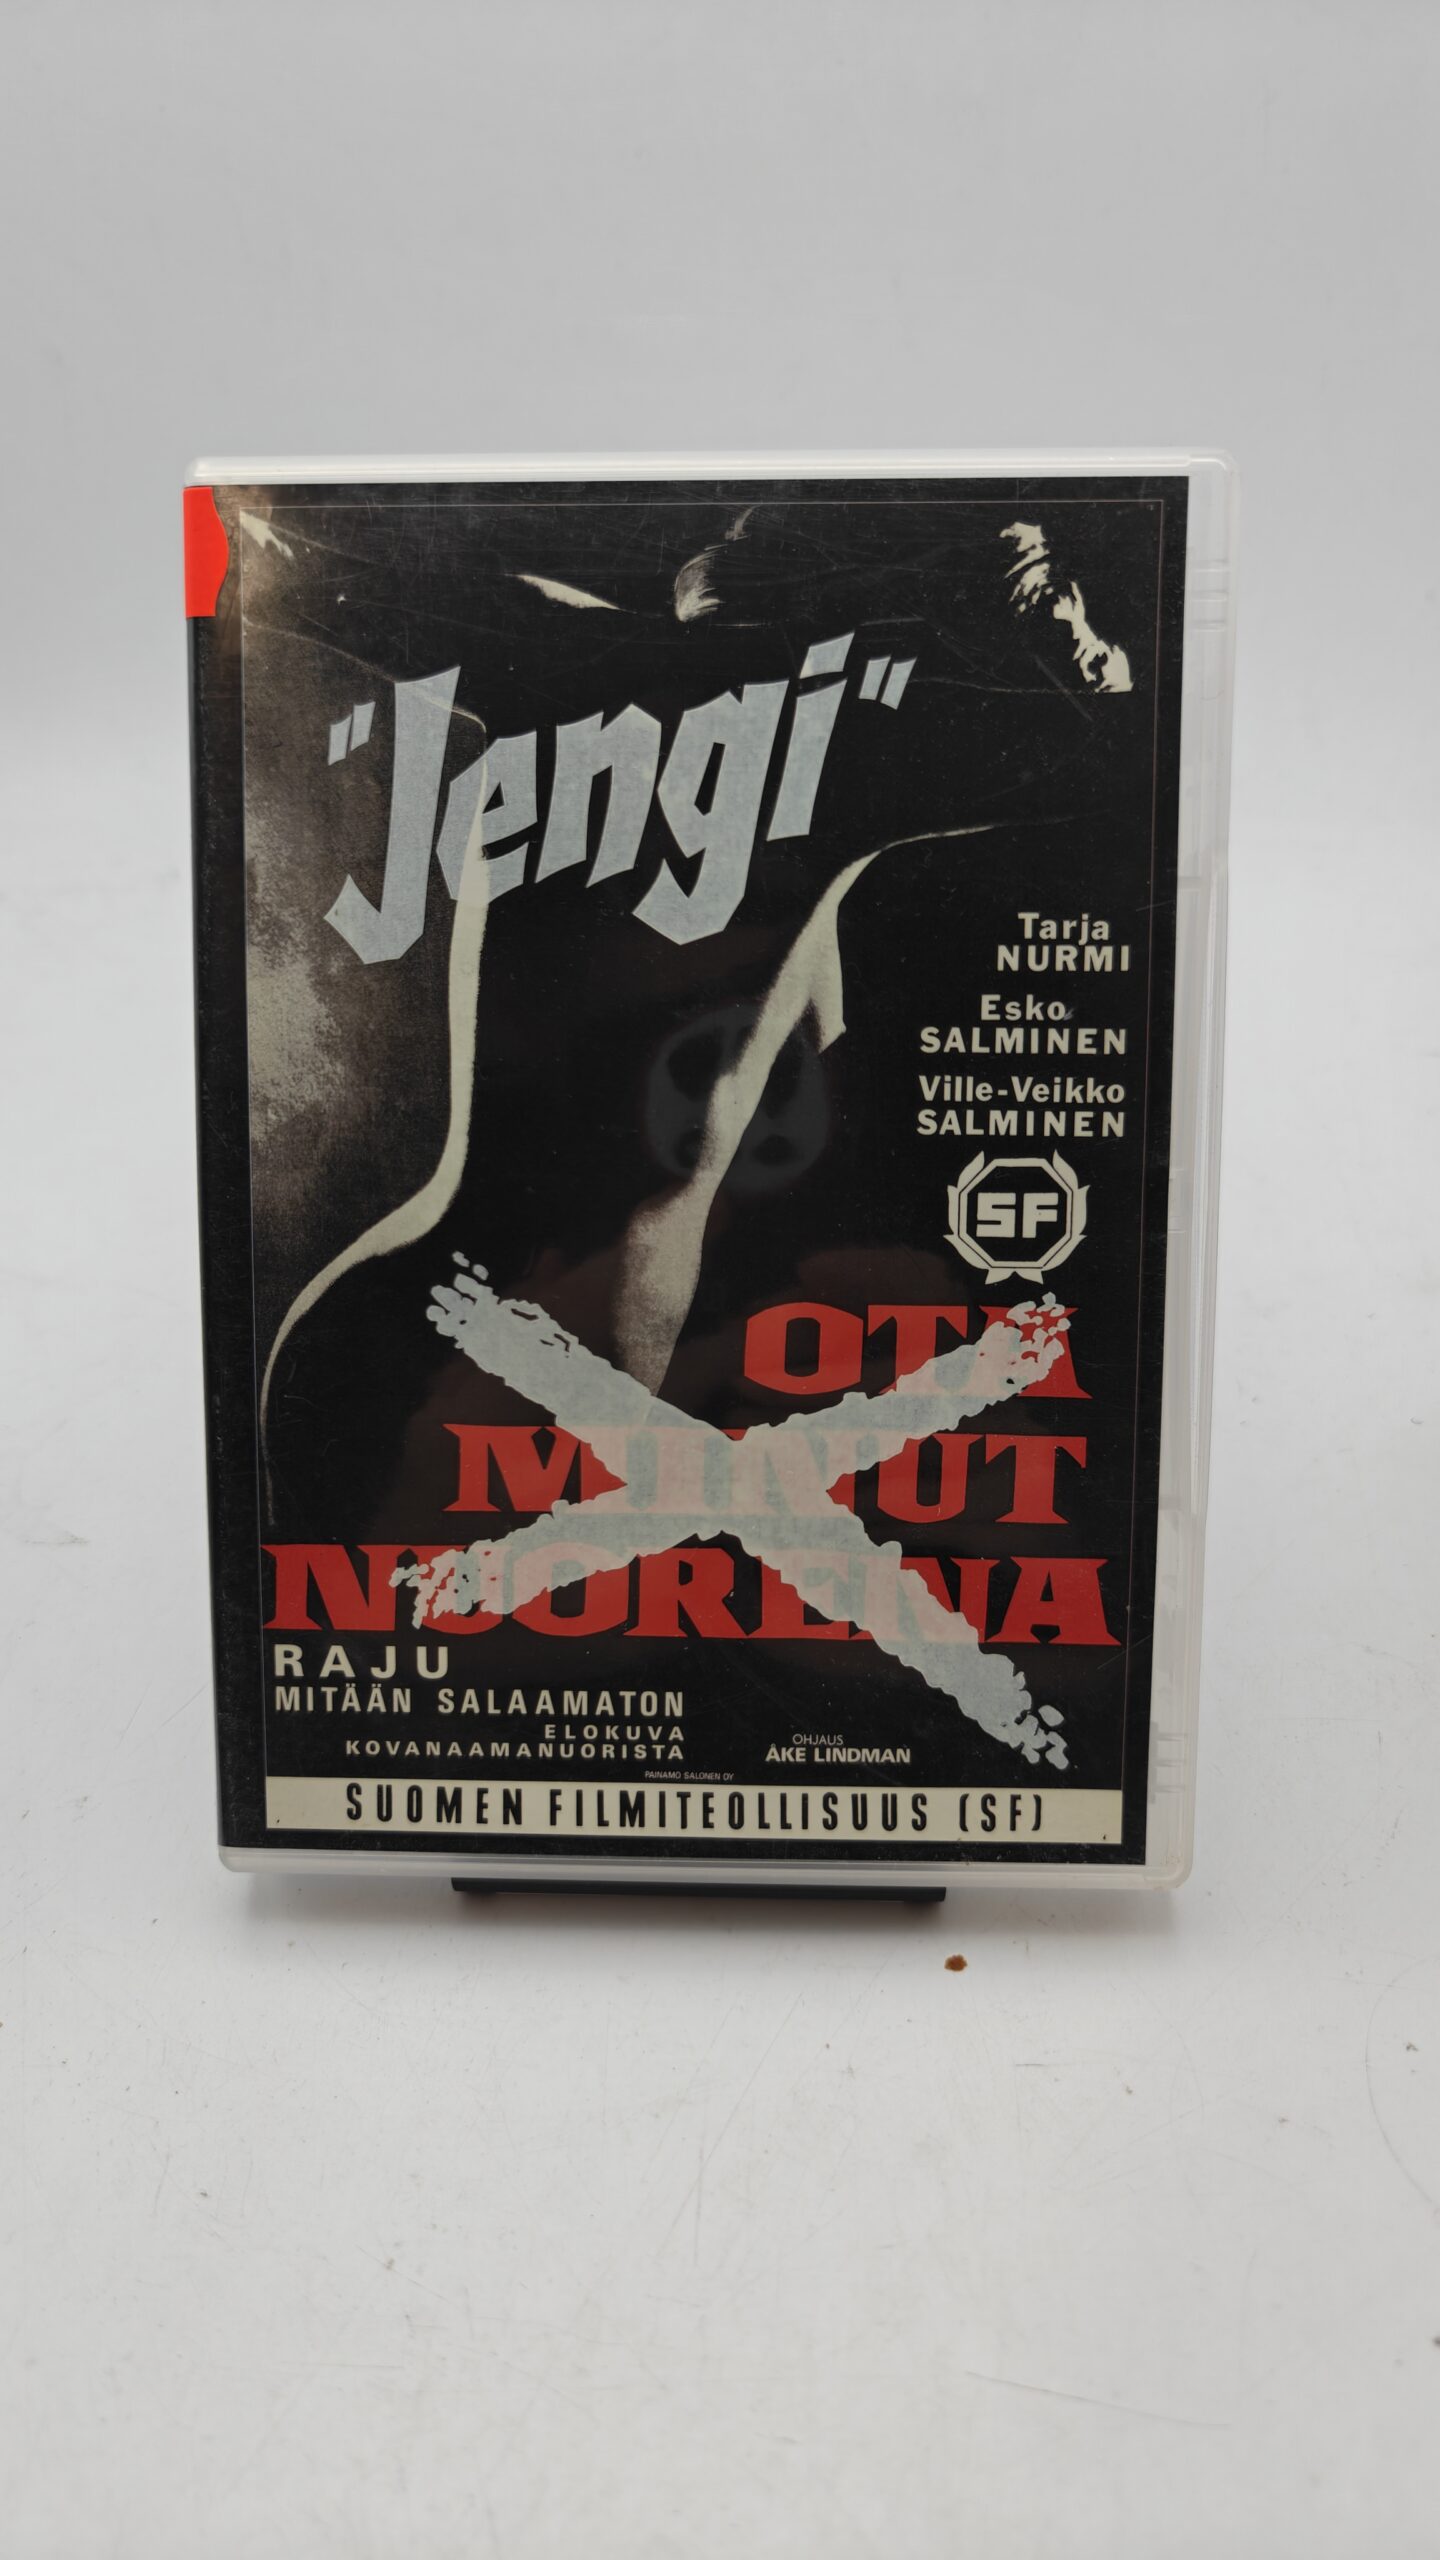 "Jengi"
Tarja
NURMI
Esko
SALMINEN
Ville-Veikko
SALMINEN
SF
OTA
MINUT
NUORENA
RAJU
MITÄÄN SALAAMATON
ELOKUVA
KOVANAAMANUORISTA
OHJAUS
ÅKE LINDMAN
PAINAMO SALONEN OY
SUOMEN FILMITEOLLISUUS (SF)